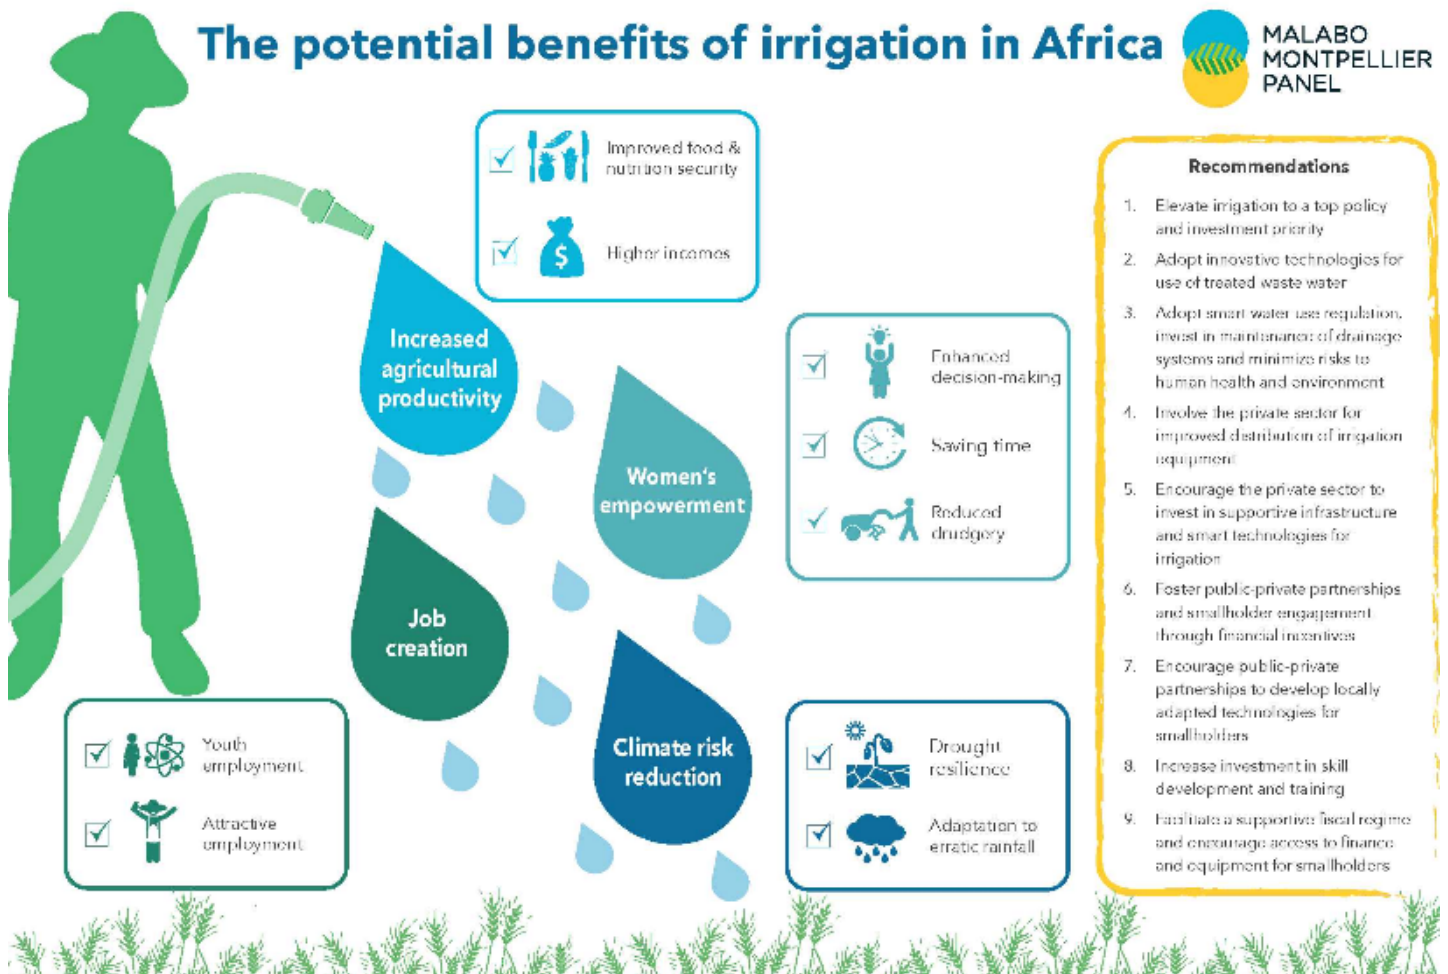 The potential benefits of irrigation in Africa
MALABO
MONTPELLIER
PANEL
Improved food &
nutrition security
$
Higher incomes
Increased
agricultural
productivity
Women's
empowerment
Enhanced
decision-making
Saving time
Reduced
drudgery
Job
creation
Youth
employment
Attractive
employment
Climate risk
reduction
Drought
resilience
Adaptation to
erratic rainfall
Recommendations
1. Elevate irrigation to a top policy
and investment priority
2. Adopt innovative technologies for
use of treated waste water
3. Adopt smart water use regulation,
invest in maintenance of drainage
systems and minimize risks to
human health and environment
4. Involve the private sector for
improved distribution of irrigation
equipment
5. Encourage the private sector to
invest in supportive infrastructure
and smart technologies for
irrigation
6. Foster public-private partnerships
and smallholder engagement
through financial incentives
7. Encourage public-private
partnerships to develop locally
adapted technologies for
smallholders
8. Increase investment in skill
development and training
9. Facilitate a supportive fiscal regime
and encourage access to finance
and equipment for smallholders